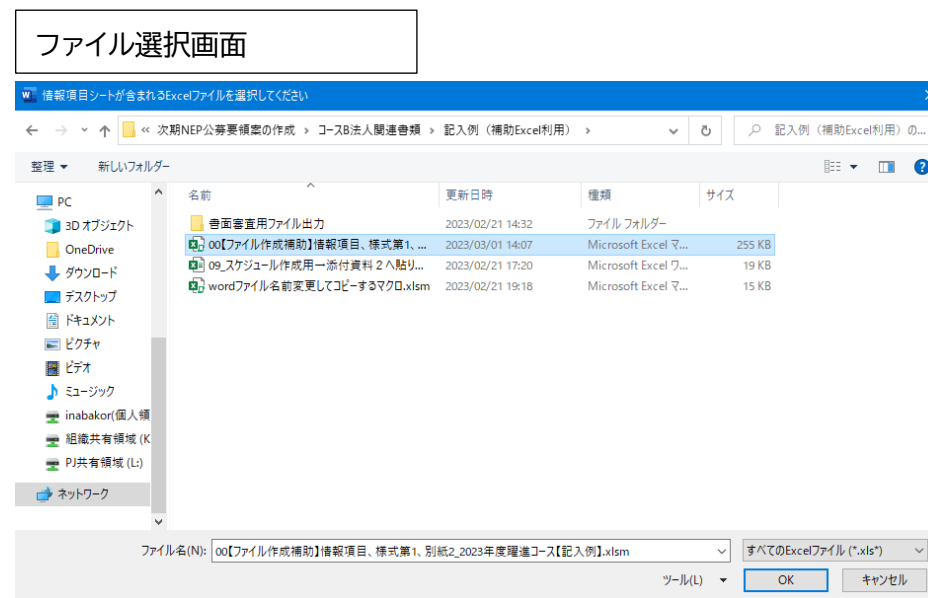 ファイル選択画面
情報項目シートが含まれるExcelファイルを選択してください
« 次期NEP公募要領案の作成 › コースB法人関連書類 › 記入例（補助Excel利用） ›
記入例（補助Excel利用）の...
整理 新しいフォルダー
名前 更新日時 種類 サイズ
PC
3D オブジェクト
OneDrive
ダウンロード
デスクトップ
ドキュメント
ピクチャ
ビデオ
ミュージック
inabakor(個人領
組織共有領域 (K
PJ共有領域 (L:)
ネットワーク
書面審査用ファイル出力 2023/02/21 14:32 ファイル フォルダー
00【ファイル作成補助】情報項目、様式第1、... 2023/03/01 14:07 Microsoft Excel マ... 255 KB
09_スケジュール作成用ー添付資料２へ貼り... 2023/02/21 17:20 Microsoft Excel ワ... 19 KB
wordファイル名前変更してコピーするマクロ.xlsm 2023/02/21 19:18 Microsoft Excel マ... 15 KB
ファイル名(N): 00【ファイル作成補助】情報項目、様式第1、別紙2_2023年度躍進コース【記入例】.xlsm すべてのExcelファイル (*.xls*)
ツール(L) OK キャンセル